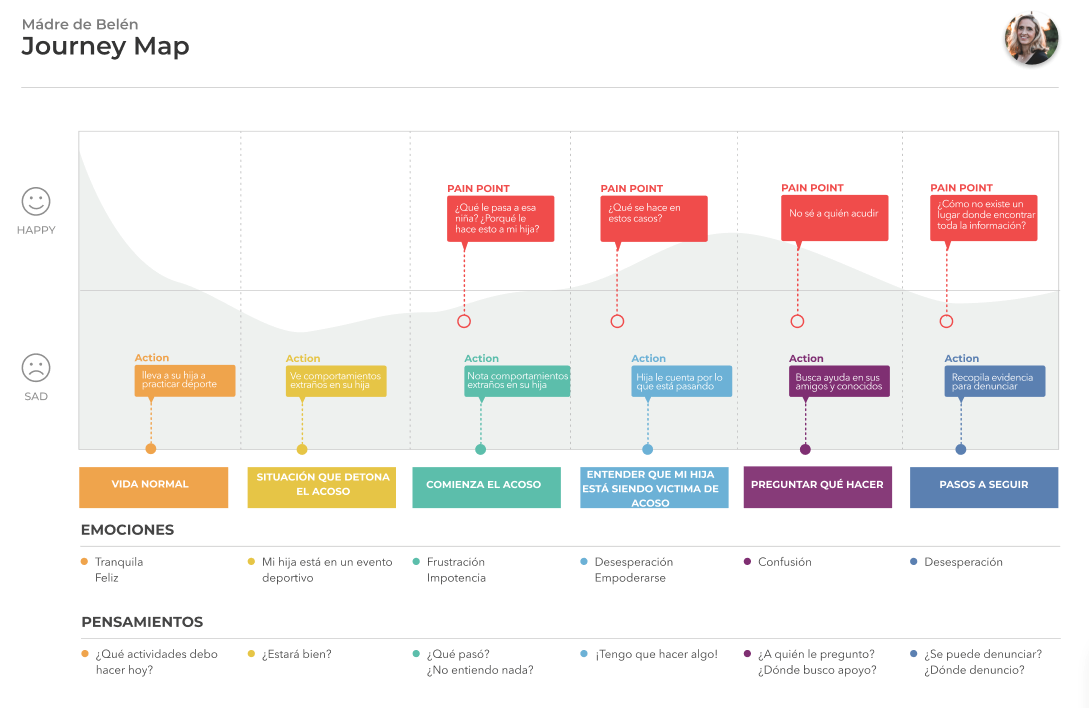 Mádre de Belén
Journey Map
HAPPY
SAD
PAIN POINT
¿Qué le pasa a esa
niña? ¿Porqué le
hace esto a mi hija?
PAIN POINT
¿Qué se hace en
estos casos?
PAIN POINT
No sé a quién acudir
PAIN POINT
¿Cómo no existe un
lugar donde encontrar
toda la información?
Action
lleva a su hija a
practicar deporte
Action
Ve comportamientos
extraños en su hija
Action
Nota comportamientos
extraños en su hija
Action
Hija le cuenta por lo
que está pasando
Action
Busca ayuda en sus
amigos y conocidos
Action
Recopila evidencia
para denunciar
VIDA NORMAL
SITUACIÓN QUE DETONA
EL ACOSO
COMIENZA EL ACOSO
ENTENDER QUE MI HIJA
ESTÁ SIENDO VICTIMA DE
ACOSO
PREGUNTAR QUÉ HACER
PASOS A SEGUIR
EMOCIONES
Tranquila
Feliz
Mi hija está en un evento
deportivo
Frustración
Impotencia
Desesperación
Empoderarse
Confusión
Desesperación
PENSAMIENTOS
¿Qué actividades debo
hacer hoy?
¿Estará bien?
¿Qué pasó?
¿No entiendo nada?
¡Tengo que hacer algo!
¿A quién le pregunto?
¿Dónde busco apoyo?
¿Se puede denunciar?
¿Dónde denuncio?